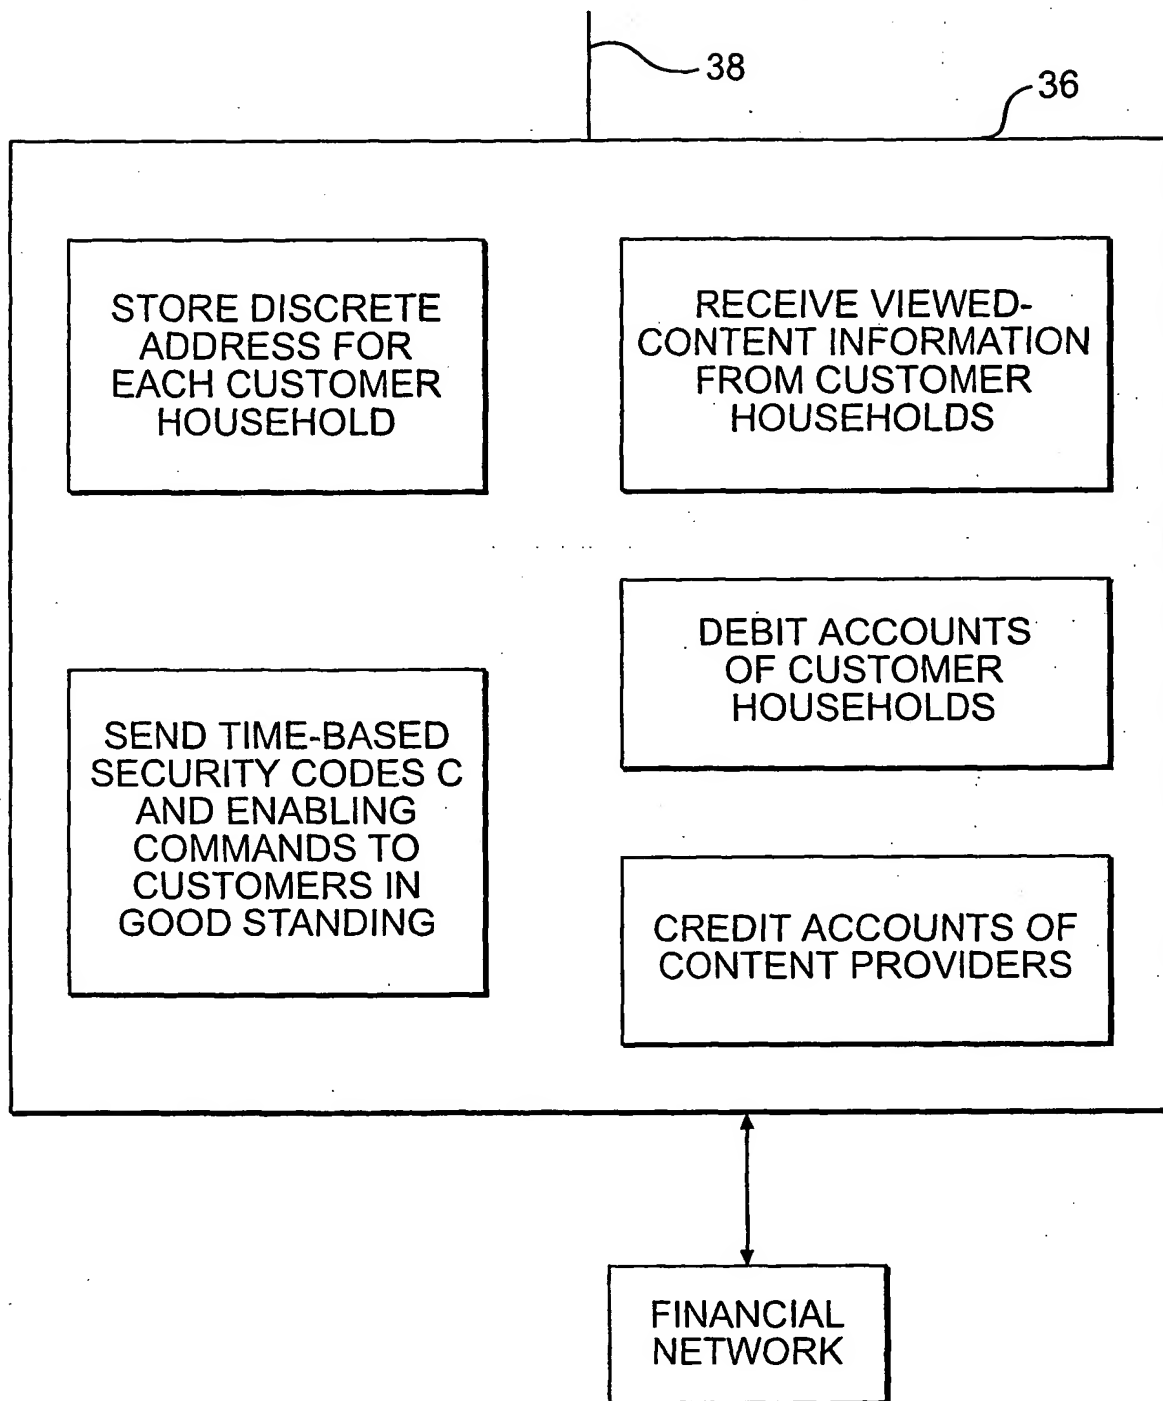 38
36
STORE DISCRETE
ADDRESS FOR
EACH CUSTOMER
HOUSEHOLD
RECEIVE VIEWED-
CONTENT INFORMATION
FROM CUSTOMER
HOUSEHOLDS
DEBIT ACCOUNTS
OF CUSTOMER
HOUSEHOLDS
SEND TIME-BASED
SECURITY CODES C
AND ENABLING
COMMANDS TO
CUSTOMERS IN
GOOD STANDING
CREDIT ACCOUNTS OF
CONTENT PROVIDERS
FINANCIAL
NETWORK